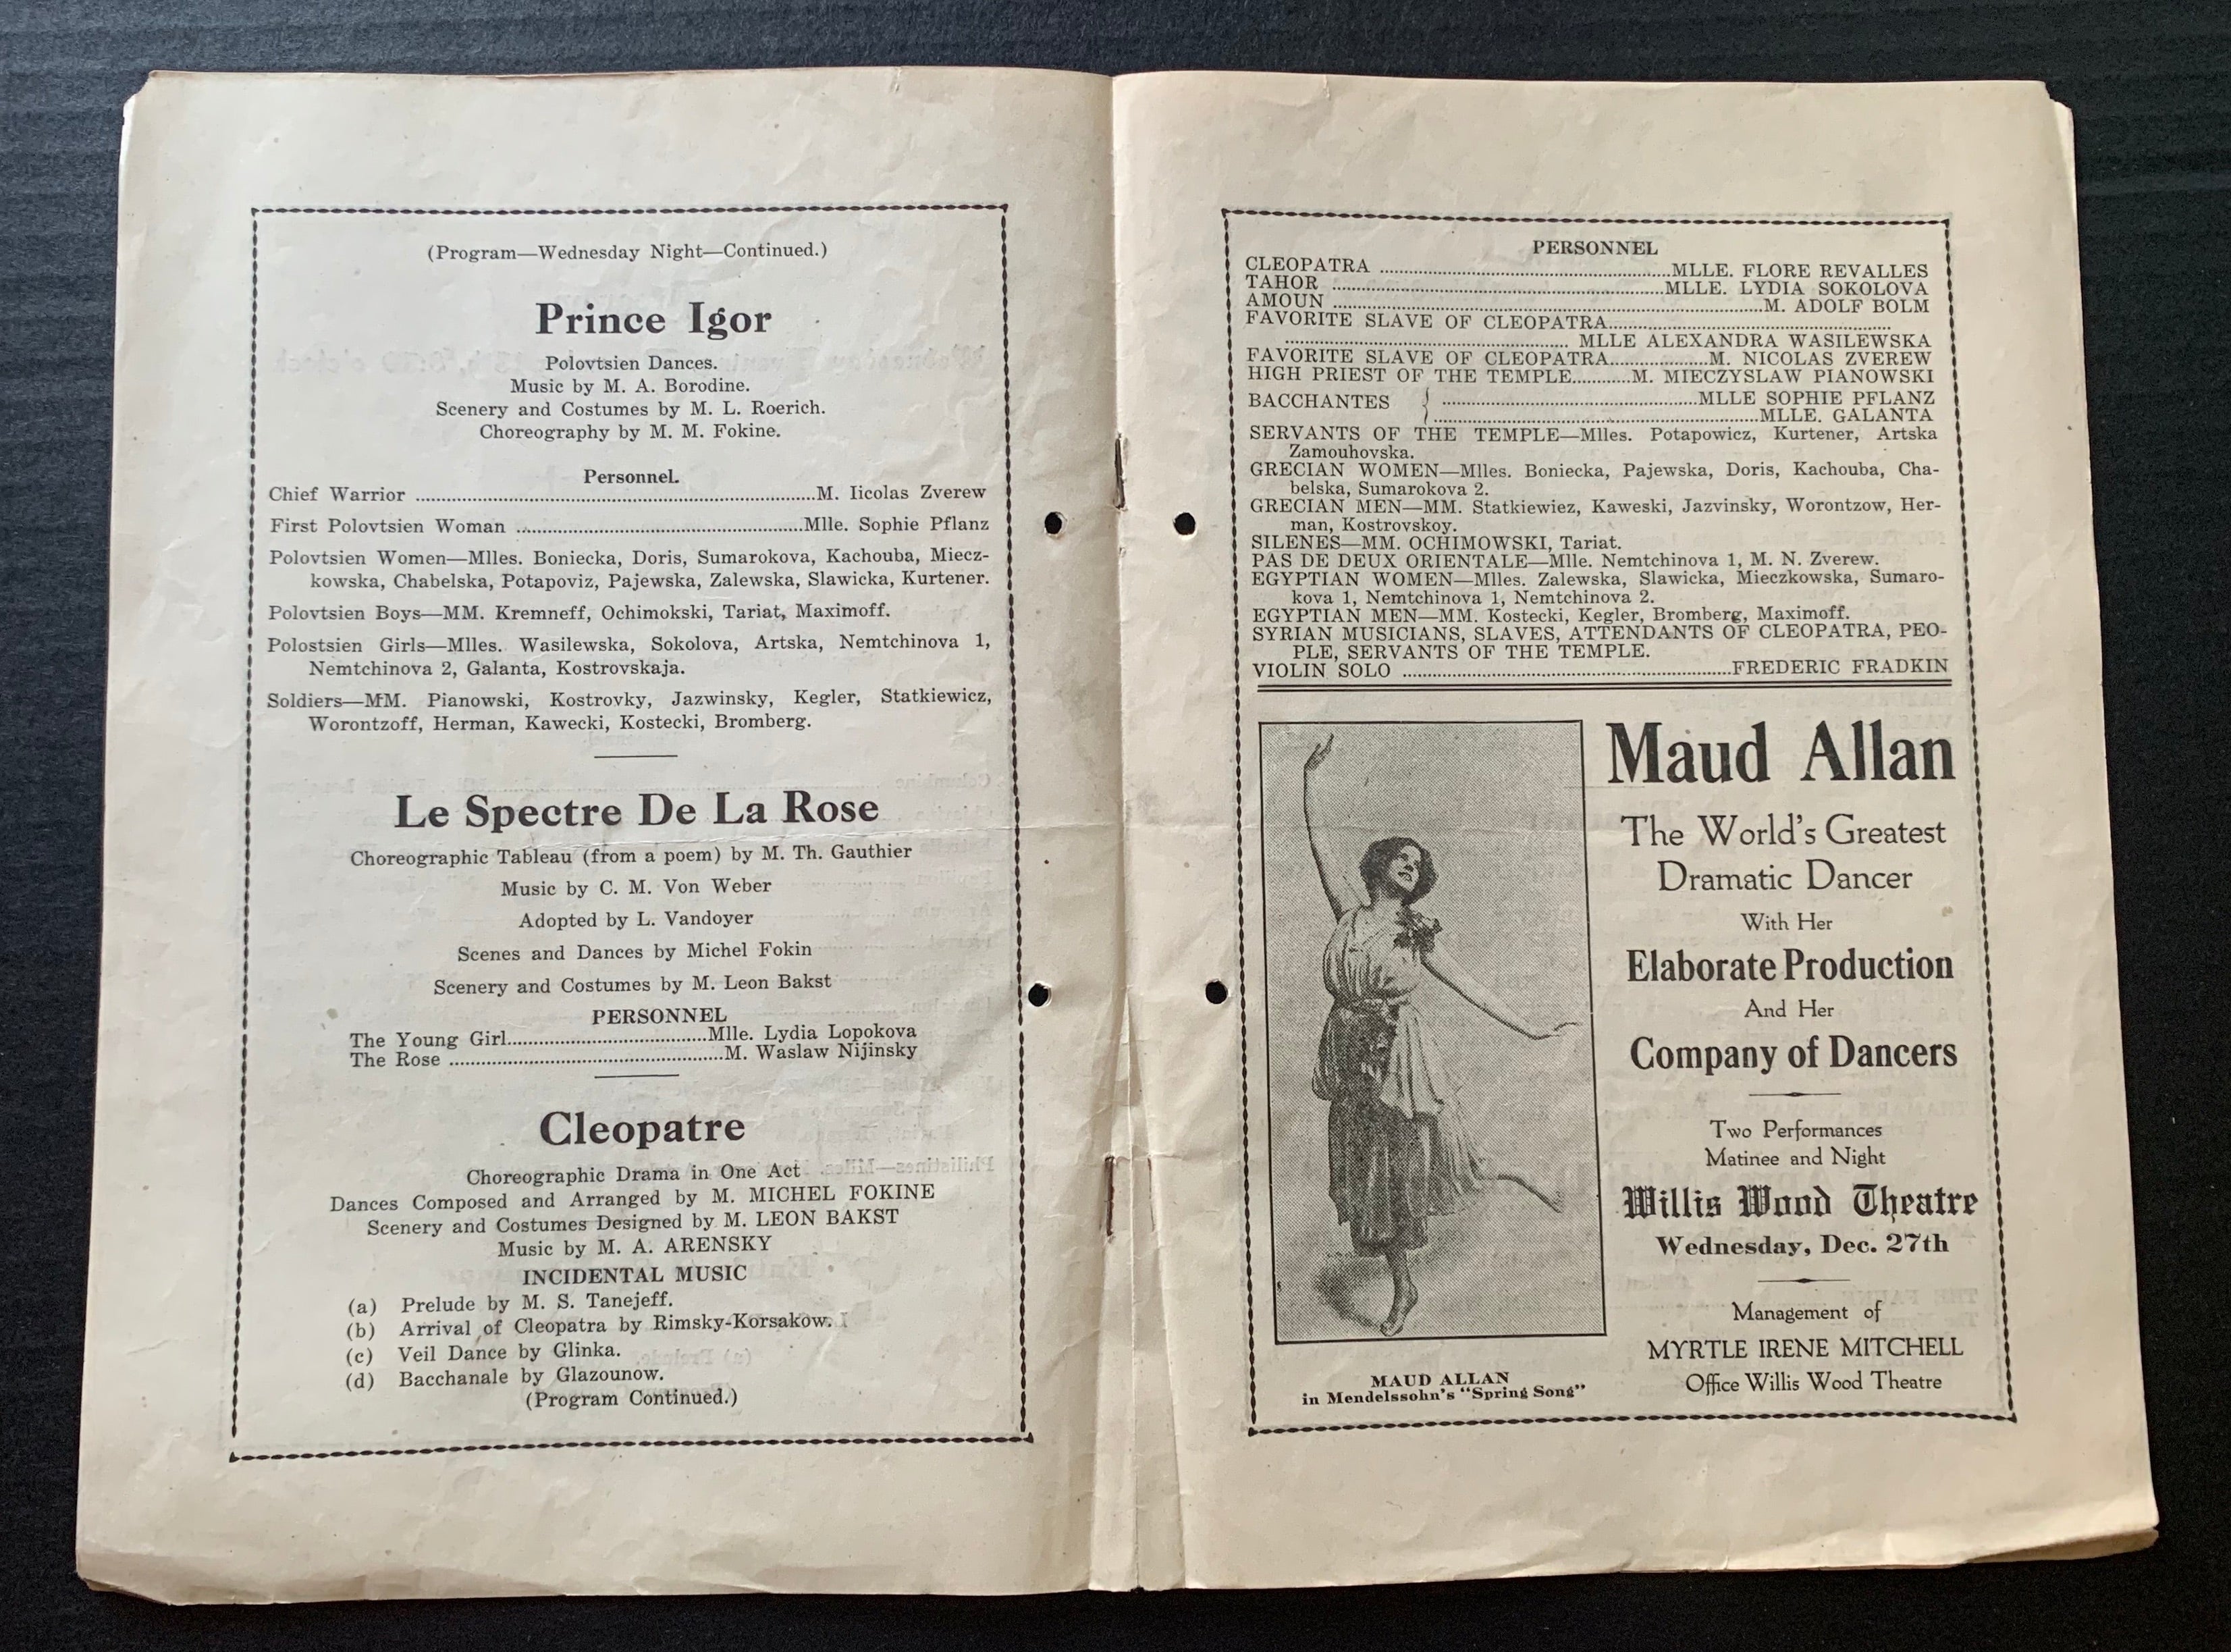 (Program—Wednesday Night—Continued.)
Prince Igor
Polovtsien Dances.
Music by M. A. Borodine.
Scenery and Costumes by M. L. Roerich.
Choreography by M. M. Fokine.
Personnel.
Chief Warrior ........................................M. Iicolas Zverew
First Polovtsien Woman ........................................Mlle. Sophie Pflanz
Polovtsien Women—Mlles. Boniecka, Doris, Sumarokova, Kachouba, Miecz-
kowska, Chabelska, Potapoviz, Pajewska, Zalewska, Slawicka, Kurtener.
Polovtsien Boys—MM. Kremneff, Ochimokski, Tariat, Maximoff.
Polostsien Girls—Mlles. Wasilewska, Sokolova, Artska, Nemtchinova 1,
Nemtchinova 2, Galanta, Kostrovskaja.
Soldiers—MM. Pianowski, Kostrovky, Jazwinsky, Kegler, Statkiewicz,
Worontzoff, Herman, Kawecki, Kostecki, Bromberg.
Le Spectre De La Rose
Choreographic Tableau (from a poem) by M. Th. Gauthier
Music by C. M. Von Weber
Adopted by L. Vandoyer
Scenes and Dances by Michel Fokin
Scenery and Costumes by M. Leon Bakst
PERSONNEL
The Young Girl........................................Mlle. Lydia Lopokova
The Rose ........................................M. Waslaw Nijinsky
Cleopatre
Choreographic Drama in One Act
Dances Composed and Arranged by M. MICHEL FOKINE
Scenery and Costumes Designed by M. LEON BAKST
Music by M. A. ARENSKY
INCIDENTAL MUSIC
(a) Prelude by M. S. Tanejeff.
(b) Arrival of Cleopatra by Rimsky-Korsakow.
(c) Veil Dance by Glinka.
(d) Bacchanale by Glazounow.
(Program Continued.)
PERSONNEL
CLEOPATRA ........................................MLLE. FLORE REVALLES
TAHOR ........................................MLLE. LYDIA SOKOLOVA
AMOUN ........................................M. ADOLF BOLM
FAVORITE SLAVE OF CLEOPATRA........................................
........................................ MLLE ALEXANDRA WASILEWSKA
FAVORITE SLAVE OF CLEOPATRA....................M. NICOLAS ZVEREW
HIGH PRIEST OF THE TEMPLE............M. MIECZYSLAW PIANOWSKI
BACCHANTES { ........................................MLLE SOPHIE PFLANZ
........................................MLLE. GALANTA
SERVANTS OF THE TEMPLE—Mlles. Potapowicz, Kurtener, Artska
Zamouhovska.
GRECIAN WOMEN—Mlles. Boniecka, Pajewska, Doris, Kachouba, Cha-
belska, Sumarokova 2.
GRECIAN MEN—MM. Statkiewiez, Kaweski, Jazvinsky, Worontzow, Her-
man, Kostrovskoy.
SILENES—MM. OCHIMOWSKI, Tariat.
PAS DE DEUX ORIENTALE—Mlle. Nemtchinova 1, M. N. Zverew.
EGYPTIAN WOMEN—Mlles. Zalewska, Slawicka, Mieczkowska, Sumaro-
kova 1, Nemtchinova 1, Nemtchinova 2.
EGYPTIAN MEN—MM. Kostecki, Kegler, Bromberg, Maximoff.
SYRIAN MUSICIANS, SLAVES, ATTENDANTS OF CLEOPATRA, PEO-
PLE, SERVANTS OF THE TEMPLE.
VIOLIN SOLO ........................................FREDERIC FRADKIN
Maud Allan
The World's Greatest
Dramatic Dancer
With Her
Elaborate Production
And Her
Company of Dancers
Two Performances
Matinee and Night
Willis Wood Theatre
Wednesday, Dec. 27th
Management of
MYRTLE IRENE MITCHELL
Office Willis Wood Theatre
MAUD ALLAN
in Mendelssohn's "Spring Song"